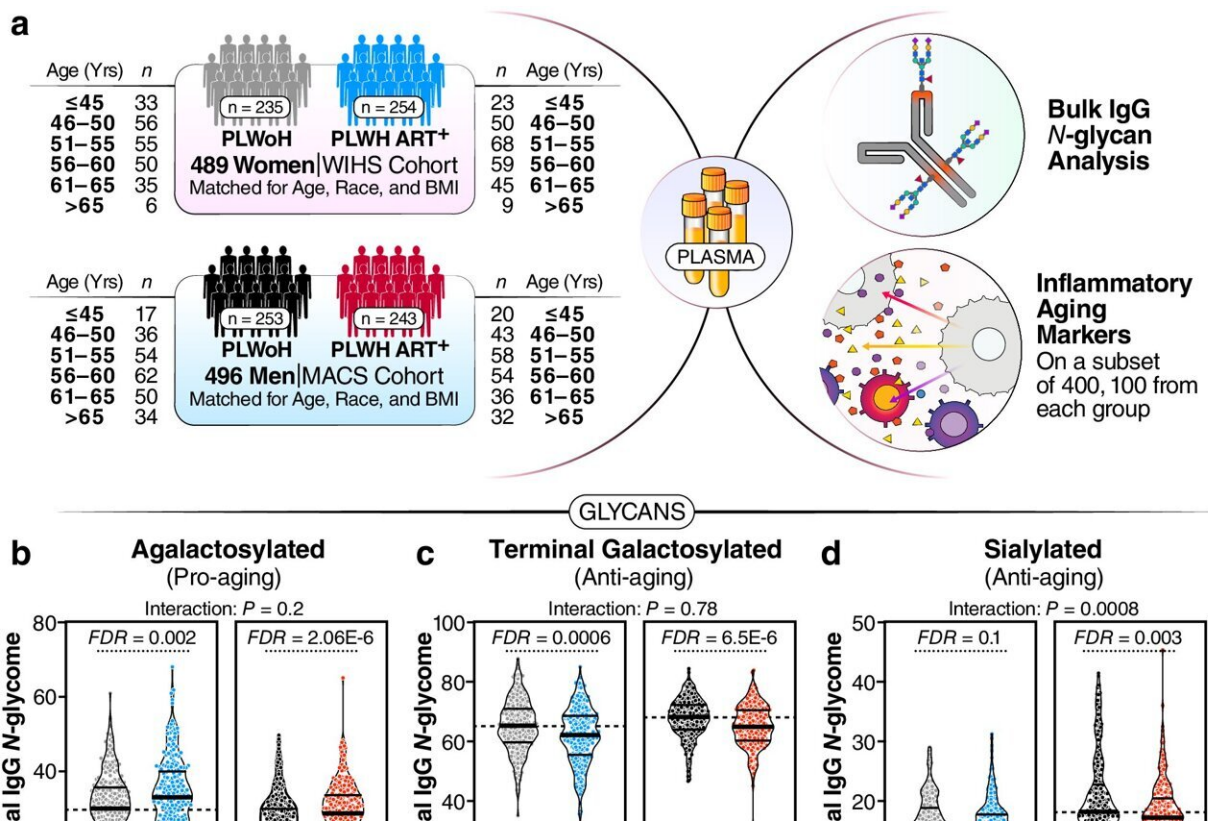 a
Age (Yrs) n
≤45 33
46–50 56
51–55 55
56–60 50
61–65 35
>65 6
n = 235
PLWoH
n = 254
PLWH ART+
489 Women|WIHS Cohort
Matched for Age, Race, and BMI
n Age (Yrs)
23 ≤45
50 46–50
68 51–55
59 56–60
45 61–65
9 >65
Age (Yrs) n
≤45 17
46–50 36
51–55 54
56–60 62
61–65 50
>65 34
n = 253
PLWoH
n = 243
PLWH ART+
496 Men|MACS Cohort
Matched for Age, Race, and BMI
n Age (Yrs)
20 ≤45
43 46–50
58 51–55
54 56–60
36 61–65
32 >65
PLASMA
Bulk IgG
N-glycan
Analysis
Inflammatory
Aging
Markers
On a subset
of 400, 100 from
each group
GLYCANS
b
Agalactosylated
(Pro-aging)
Interaction: P = 0.2
FDR = 0.002
FDR = 2.06E-6
80
60
40
al IgG N-glycome
c
Terminal Galactosylated
(Anti-aging)
Interaction: P = 0.78
FDR = 0.0006
FDR = 6.5E-6
100
80
60
40
al IgG N-glycome
d
Sialylated
(Anti-aging)
Interaction: P = 0.0008
FDR = 0.1
FDR = 0.003
50
40
30
20
al IgG N-glycome